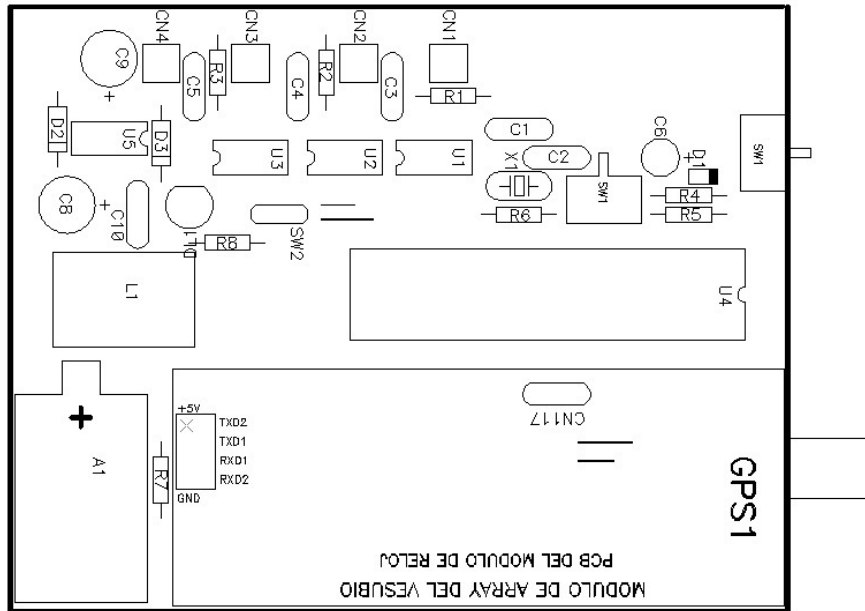 CN4
CN3
CN2
CN1
C9
C5
R3
C4
R2
C3
R1
D2
U5
D3
U3
U2
U1
C1
X1
C2
C6
D1
SW1
SW1
C8
C10
R8
SW2
R6
R4
R5
L1
U4
+5V
TXD2
TXD1
RXD1
RXD2
GND
CN117
A1
R7
GPS1
PCB DEL MODULO DE RELOJ
MODULO DE ARRAY DEL VESUBIO